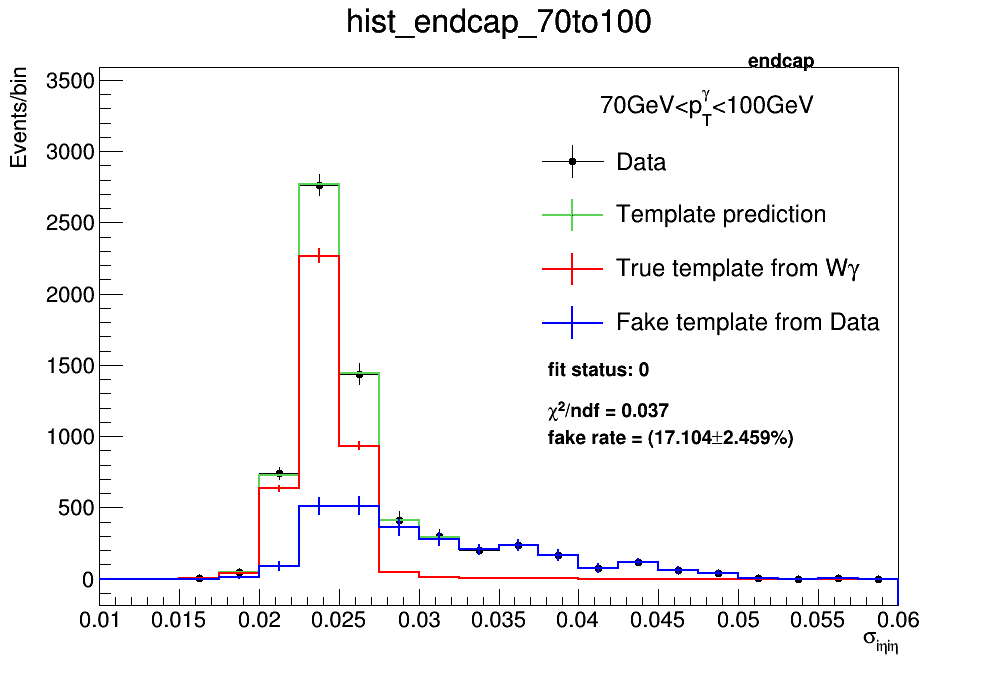 hist_endcap_70to100
endcap
Events/bin
70GeV<p_T^γ<100GeV
Data
Template prediction
True template from Wγ
Fake template from Data
fit status: 0
χ²/ndf = 0.037
fake rate = (17.104±2.459%)
3500
3000
2500
2000
1500
1000
500
0
0.01 0.015 0.02 0.025 0.03 0.035 0.04 0.045 0.05 0.055 0.06
σ_iηiη